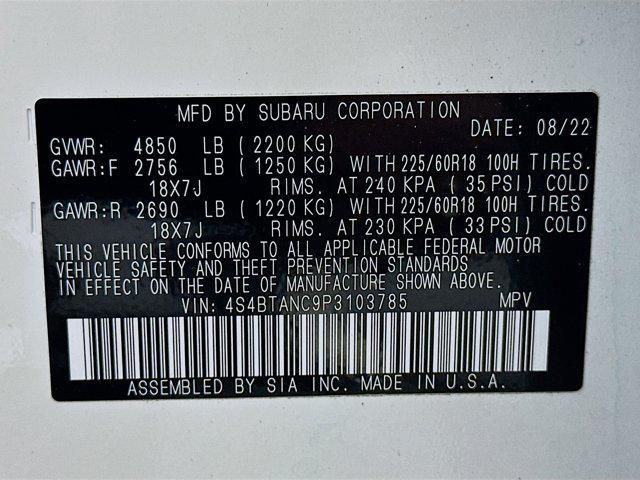 MFD BY SUBARU CORPORATION
DATE: 08/22
GVWR: 4850 LB ( 2200 KG)
GAWR:F 2756 LB ( 1250 KG) WITH 225/60R18 100H TIRES.
18X7J RIMS. AT 240 KPA ( 35 PSI) COLD
GAWR:R 2690 LB ( 1220 KG) WITH 225/60R18 100H TIRES.
18X7J RIMS. AT 230 KPA ( 33 PSI) COLD
THIS VEHICLE CONFORMS TO ALL APPLICABLE FEDERAL MOTOR
VEHICLE SAFETY AND THEFT PREVENTION STANDARDS
IN EFFECT ON THE DATE OF MANUFACTURE SHOWN ABOVE.
VIN: 4S4BTANC9P3103785 MPV
ASSEMBLED BY SIA INC. MADE IN U.S.A.